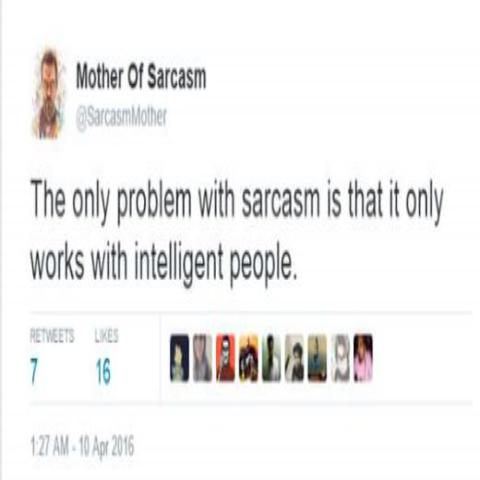 Mother Of Sarcasm
@SarcasmMother
The only problem with sarcasm is that it only
works with intelligent people.
RETWEETS LIKES
7 16
1:27 AM - 10 Apr 2016